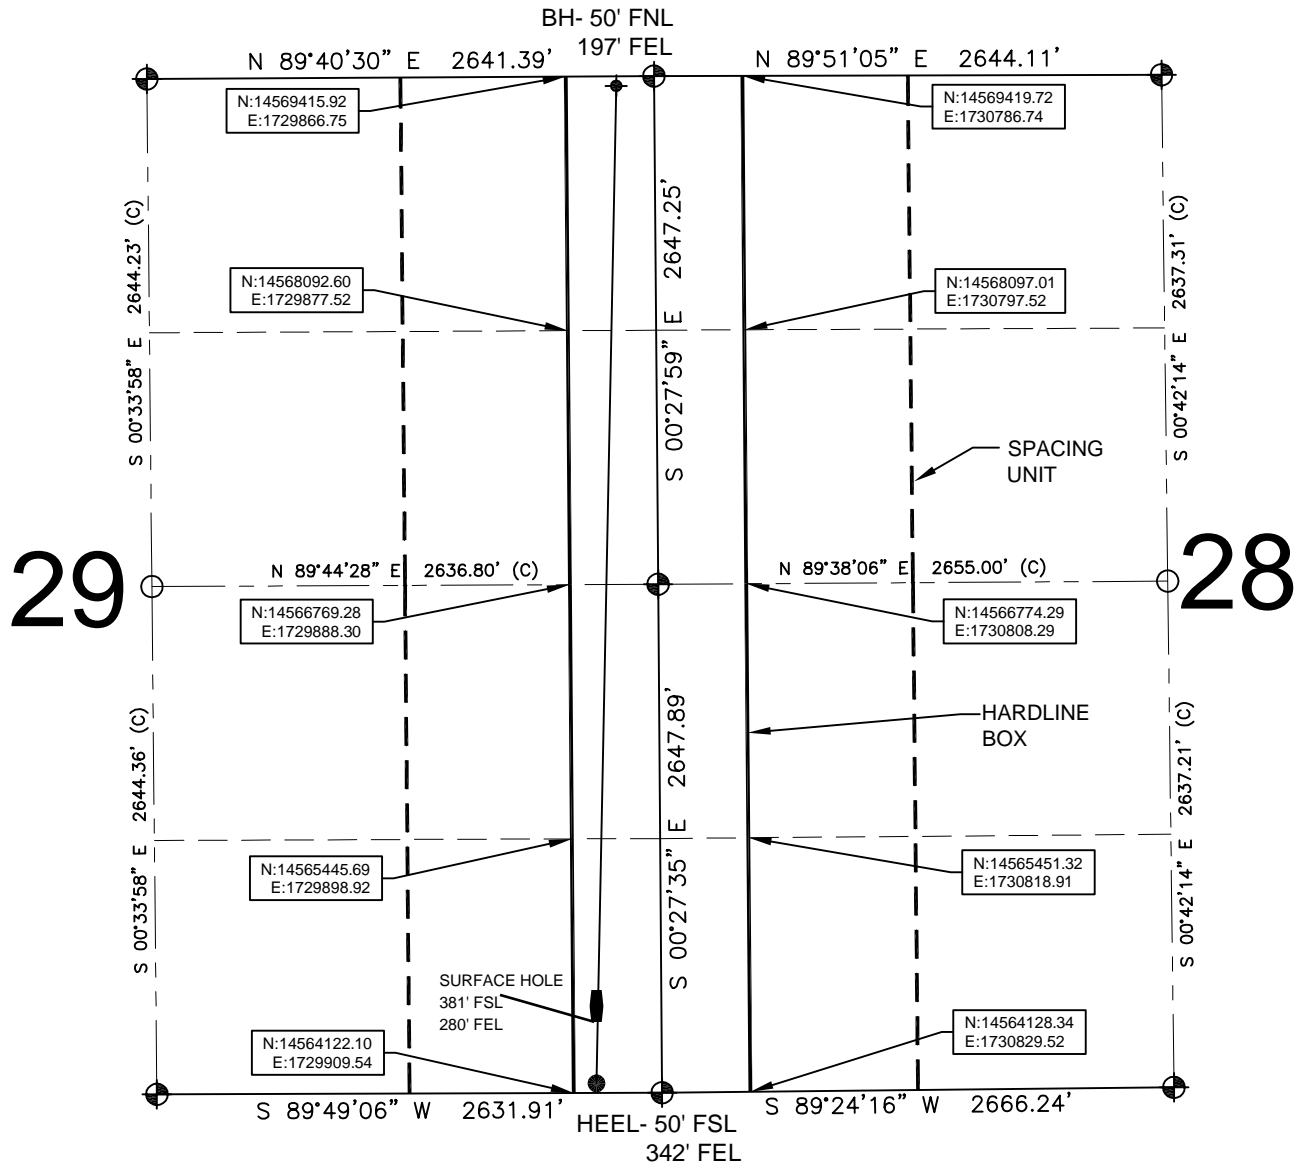 BH- 50' FNL
197' FEL
N 89°40'30" E 2641.39'
N 89°51'05" E 2644.11'
N:14569415.92
E:1729866.75
N:14569419.72
E:1730786.74
S 00°33'58" E 2644.23' (C)
S 00°27'59" E 2647.25'
S 00°42'14" E 2637.31' (C)
N:14568092.60
E:1729877.52
N:14568097.01
E:1730797.52
SPACING
UNIT
29
N 89°44'28" E 2636.80' (C)
N 89°38'06" E 2655.00' (C)
28
N:14566769.28
E:1729888.30
N:14566774.29
E:1730808.29
HARDLINE
BOX
S 00°33'58" E 2644.36' (C)
S 00°27'35" E 2647.89'
S 00°42'14" E 2637.21' (C)
N:14565445.69
E:1729898.92
N:14565451.32
E:1730818.91
SURFACE HOLE
381' FSL
280' FEL
N:14564122.10
E:1729909.54
N:14564128.34
E:1730829.52
S 89°49'06" W 2631.91'
S 89°24'16" W 2666.24'
HEEL- 50' FSL
342' FEL